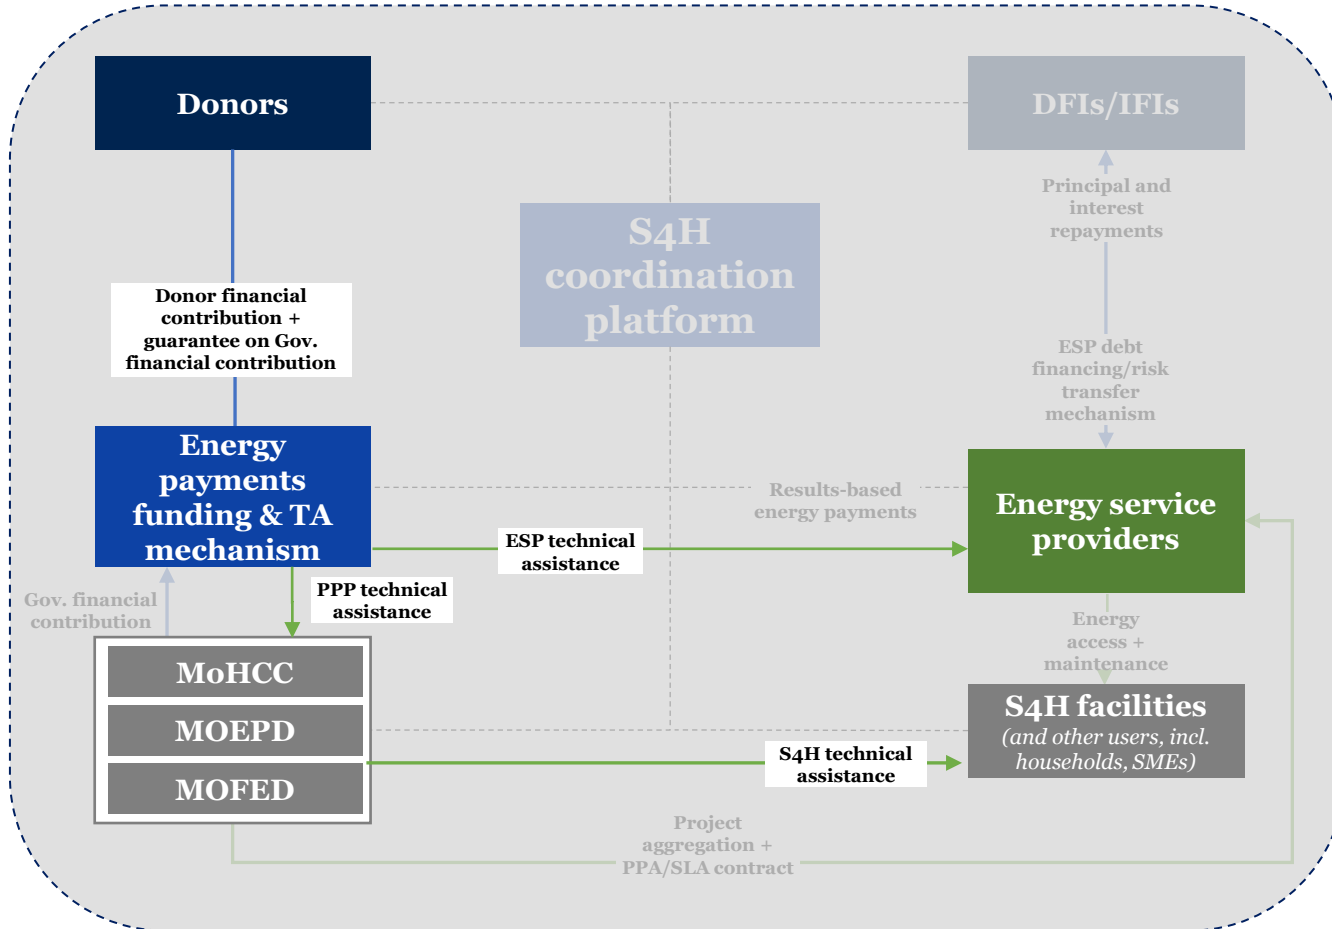 Donors
DFIs/IFIs
Principal and
interest
repayments
S4H
coordination
platform
Donor financial
contribution +
guarantee on Gov.
financial contribution
ESP debt
financing/risk
transfer
mechanism
Energy
payments
funding & TA
mechanism
Results-based
energy payments
Energy service
providers
ESP technical
assistance
PPP technical
assistance
Gov. financial
contribution
Energy
access +
maintenance
MoHCC
MOEPD
MOFED
S4H facilities
(and other users, incl.
households, SMEs)
S4H technical
assistance
Project
aggregation +
PPA/SLA contract